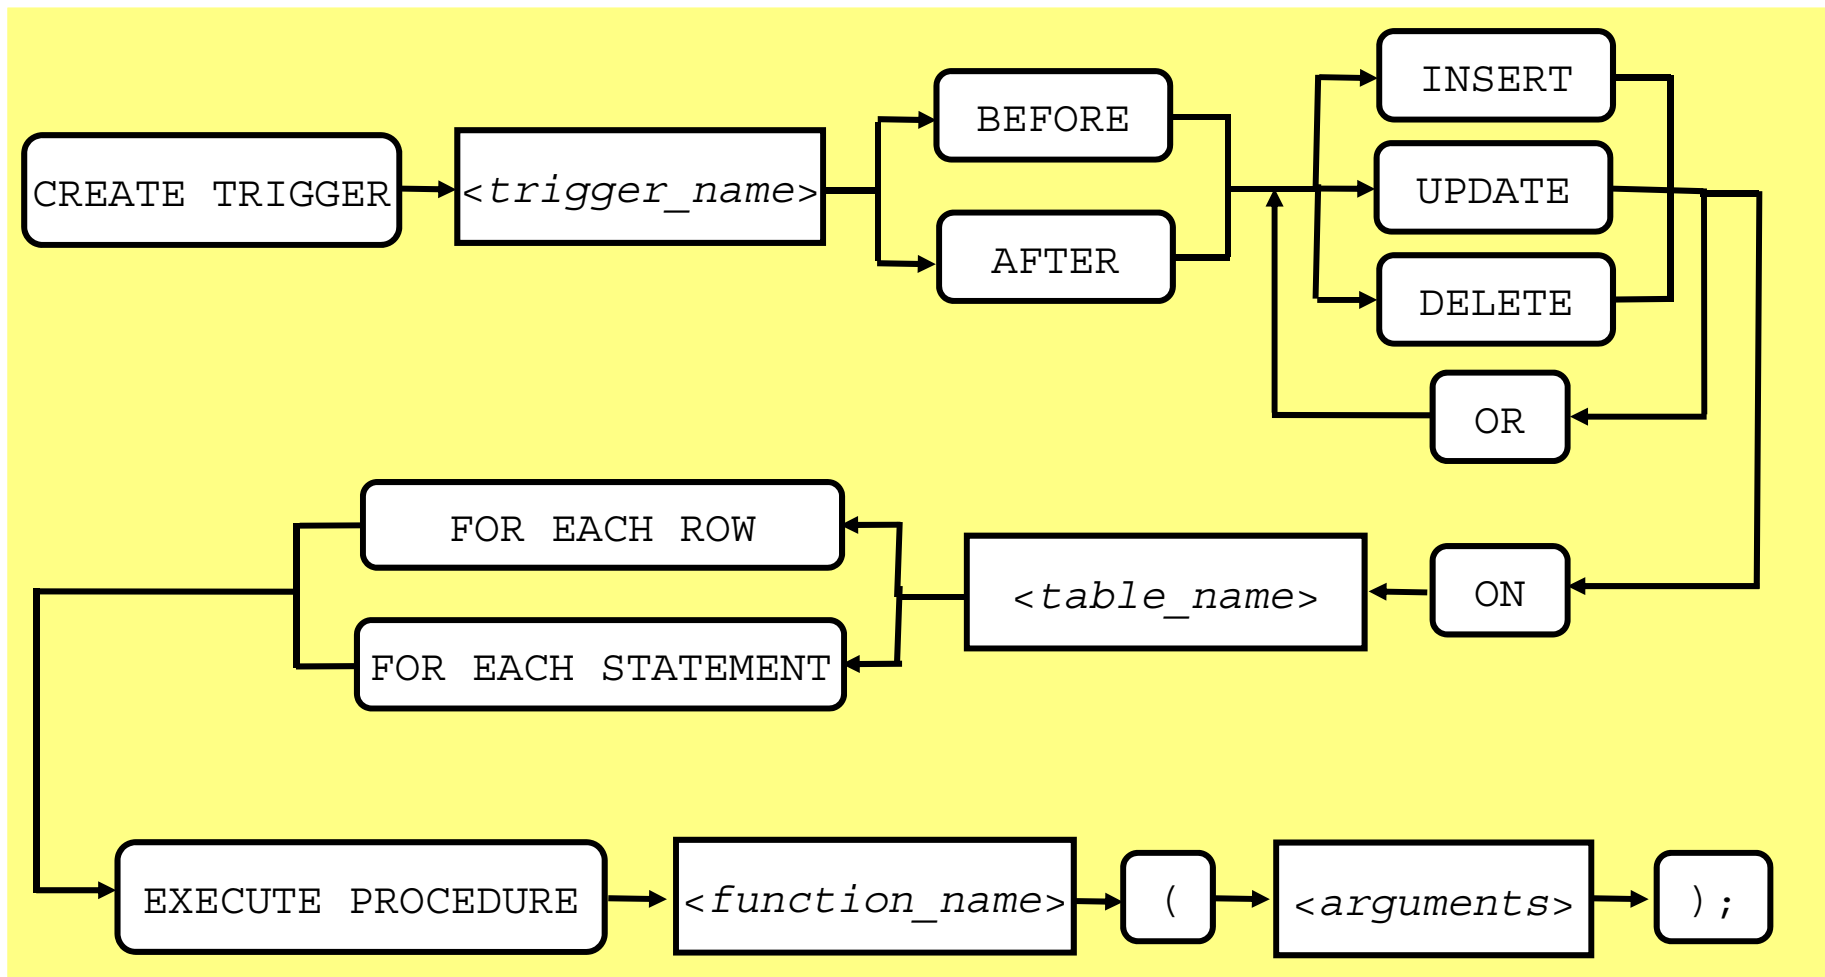 CREATE TRIGGER
<trigger_name>
BEFORE
AFTER
INSERT
UPDATE
DELETE
OR
ON
<table_name>
FOR EACH ROW
FOR EACH STATEMENT
EXECUTE PROCEDURE
<function_name>
(
<arguments>
);